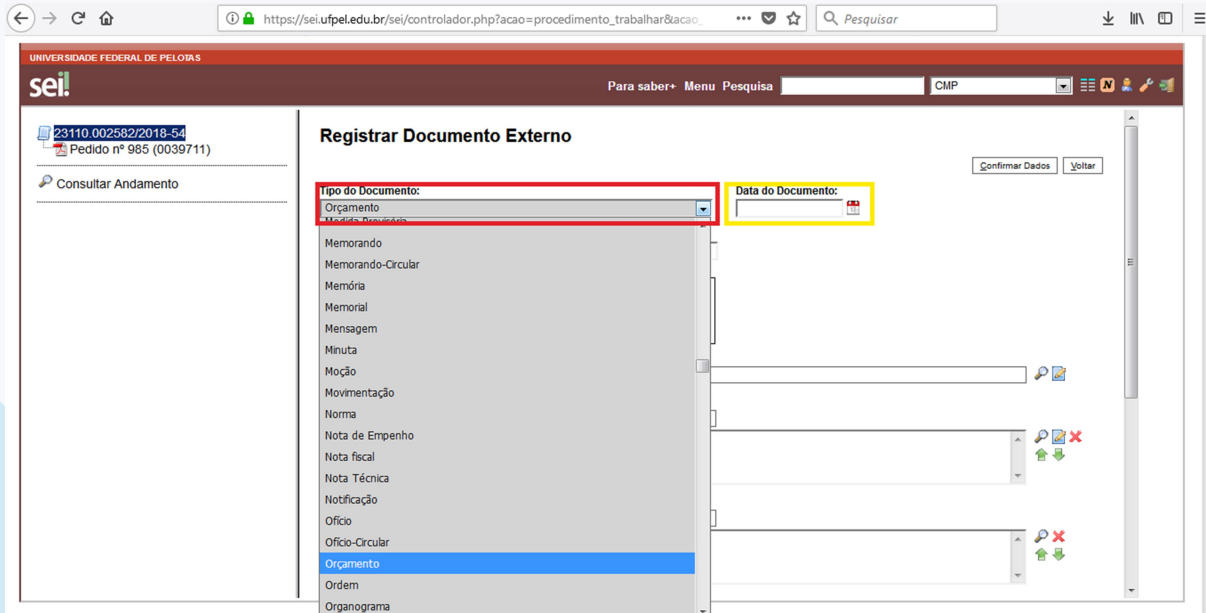 https://sei.ufpel.edu.br/sei/controlador.php?acao=procedimento_trabalhar&acao_
Pesquisar
UNIVERSIDADE FEDERAL DE PELOTAS
sei!
Para saber+ Menu Pesquisa
CMP
N
23110.002582/2018-54
Pedido nº 985 (0039711)
Consultar Andamento
Registrar Documento Externo
Confirmar Dados
Voltar
Tipo do Documento:
Data do Documento:
Orçamento
Medida Provisória
Memorando
Memorando-Circular
Memória
Memorial
Mensagem
Minuta
Moção
Movimentação
Norma
Nota de Empenho
Nota fiscal
Nota Técnica
Notificação
Ofício
Ofício-Circular
Orçamento
Ordem
Organograma